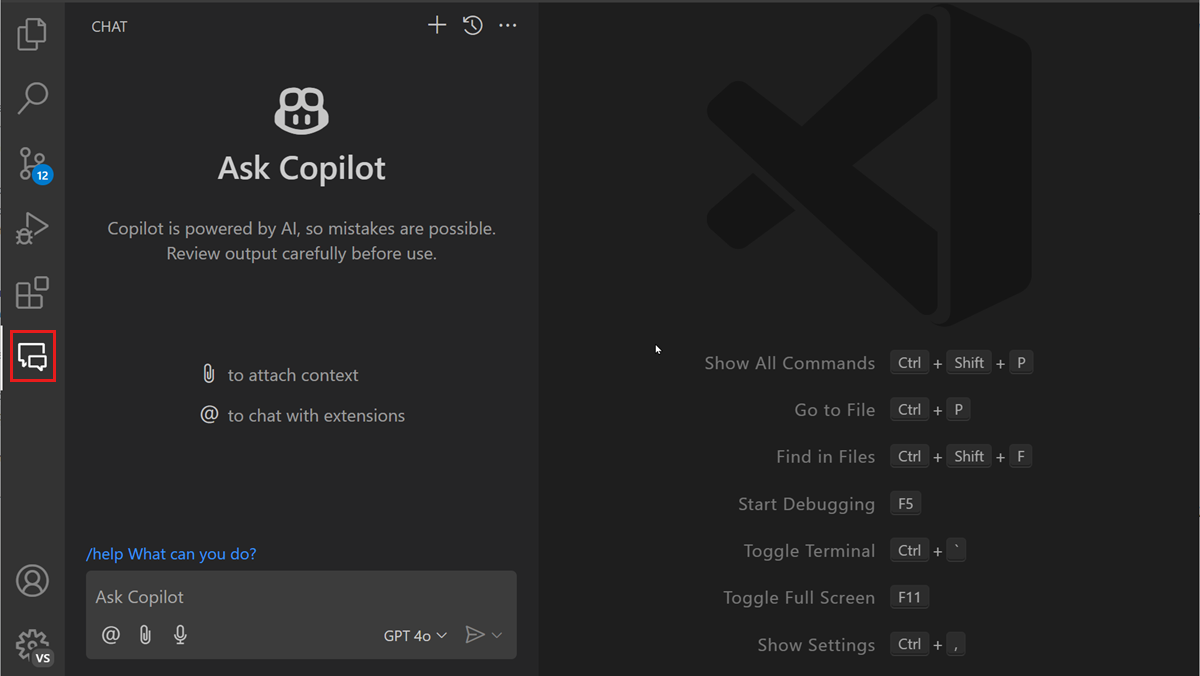 CHAT
12
Ask Copilot
Copilot is powered by AI, so mistakes are possible.
Review output carefully before use.
to attach context
@ to chat with extensions
/help What can you do?
Ask Copilot
@ GPT 4o
VS
Show All Commands Ctrl + Shift + P
Go to File Ctrl + P
Find in Files Ctrl + Shift + F
Start Debugging F5
Toggle Terminal Ctrl + `
Toggle Full Screen F11
Show Settings Ctrl + ,